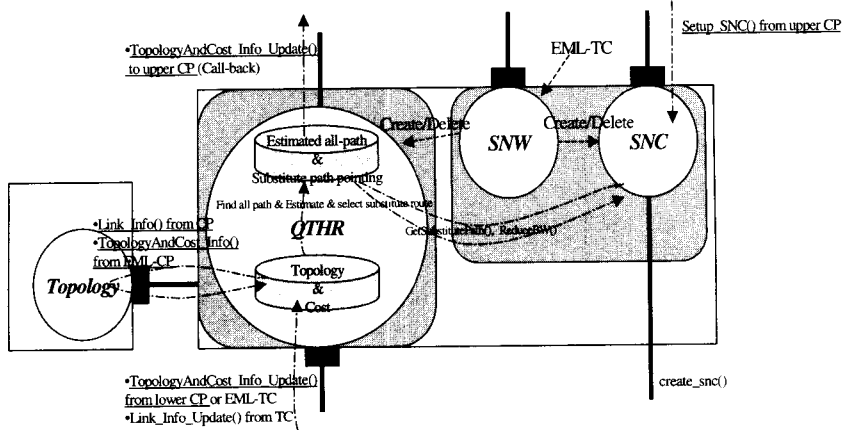 •TopologyAndCost_Info_Update()
to upper CP (Call-back)
EML-TC
Setup_SNC() from upper CP
Create/Delete
SNW
Create/Delete
SNC
Estimated all-path
&
Substitute path pointing
Find all path & Estimate & select substitute route
QTHR
GetSubstitutePath(), ReduceBW()
•Link_Info() from CP
•TopologyAndCost_Info()
from EML-CP
Topology
Topology
&
Cost
•TopologyAndCost_Info_Update()
from lower CP or EML-TC
•Link_Info_Update() from TC
create_snc()